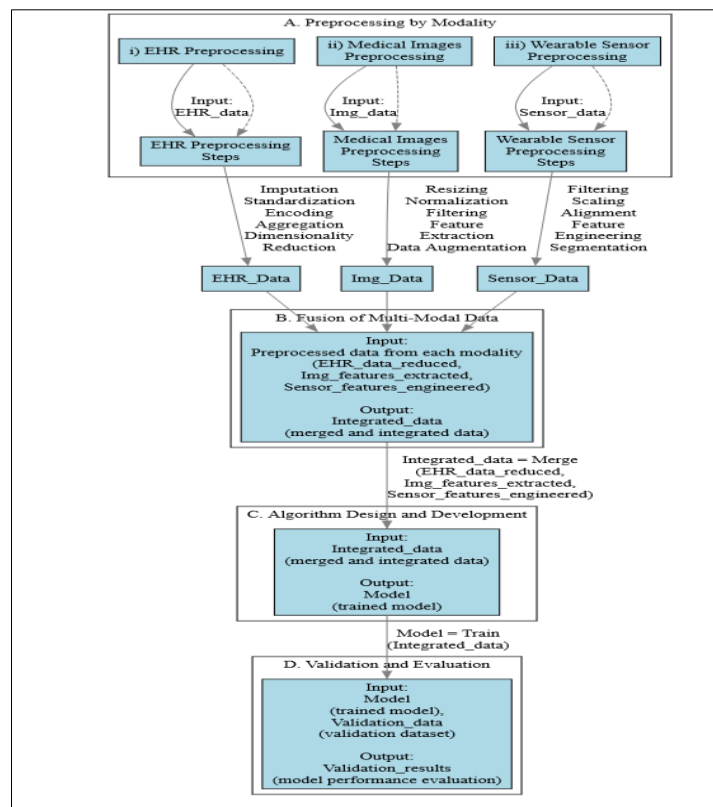 A. Preprocessing by Modality
i) EHR Preprocessing
ii) Medical Images
Preprocessing
iii) Wearable Sensor
Preprocessing
Input:
EHR_data
Input:
Img_data
Input:
Sensor_data
EHR Preprocessing
Steps
Medical Images
Preprocessing
Steps
Wearable Sensor
Preprocessing
Steps
Imputation
Standardization
Encoding
Aggregation
Dimensionality
Reduction
Resizing
Normalization
Filtering
Feature
Extraction
Data Augmentation
Filtering
Scaling
Alignment
Feature
Engineering
Segmentation
EHR_Data
Img_Data
Sensor_Data
B. Fusion of Multi-Modal Data
Input:
Preprocessed data from each modality
(EHR_data_reduced,
Img_features_extracted,
Sensor_features_engineered)
Output:
Integrated_data
(merged and integrated data)
Integrated_data = Merge
(EHR_data_reduced,
Img_features_extracted,
Sensor_features_engineered)
C. Algorithm Design and Development
Input:
Integrated_data
(merged and integrated data)
Output:
Model
(trained model)
Model = Train
(Integrated_data)
D. Validation and Evaluation
Input:
Model
(trained model),
Validation_data
(validation dataset)
Output:
Validation_results
(model performance evaluation)